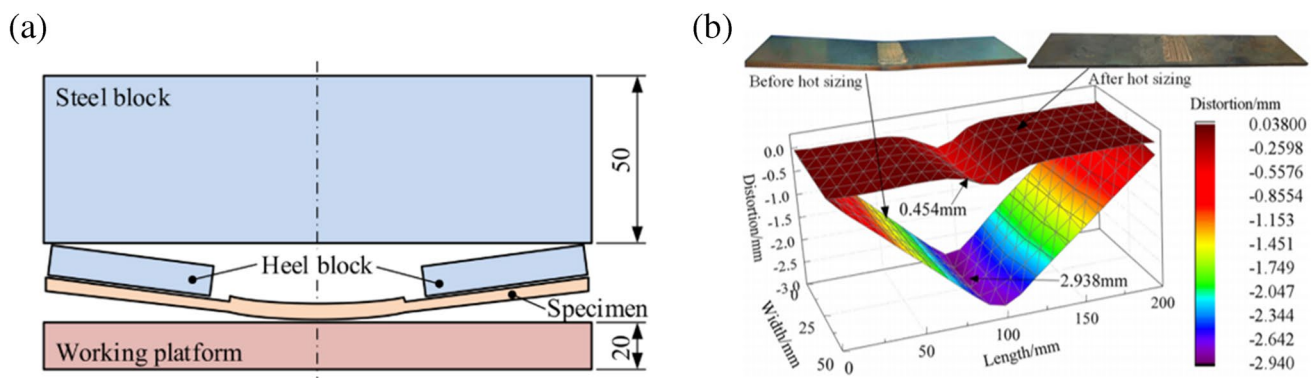 (a)
Steel block
50
Heel block
Specimen
Working platform
20
(b)
Before hot sizing
After hot sizing
Distortion/mm
0.03800
-0.2598
-0.5576
-0.8554
-1.153
-1.451
-1.749
-2.047
-2.344
-2.642
-2.940
Distortion/mm
0.0
-0.5
-1.0
-1.5
-2.0
-2.5
-3.0
0.454mm
2.938mm
Width/mm
0
25
50
Length/mm
0
50
100
150
200